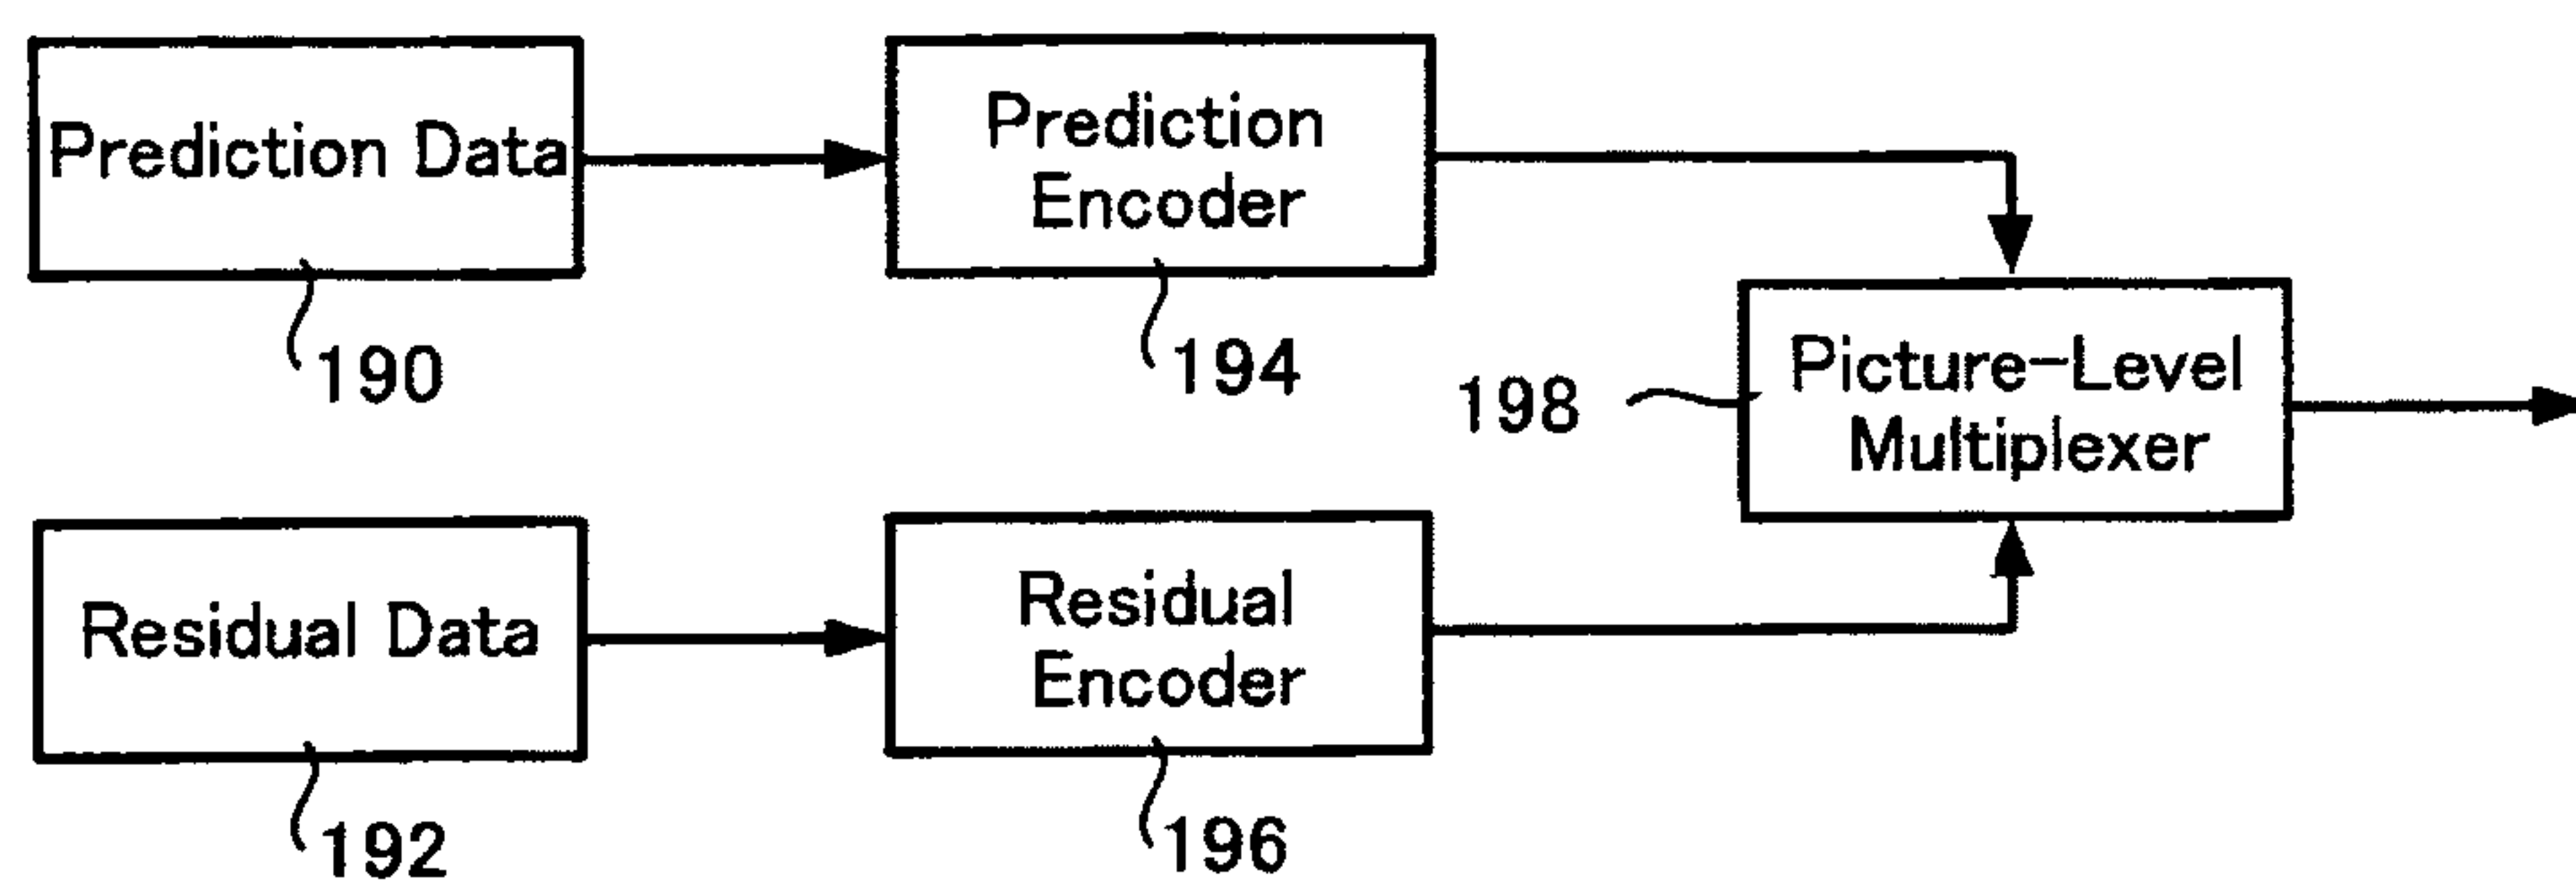 Prediction Data
190
Prediction
Encoder
194
Picture-Level
Multiplexer
198
Residual Data
192
Residual
Encoder
196